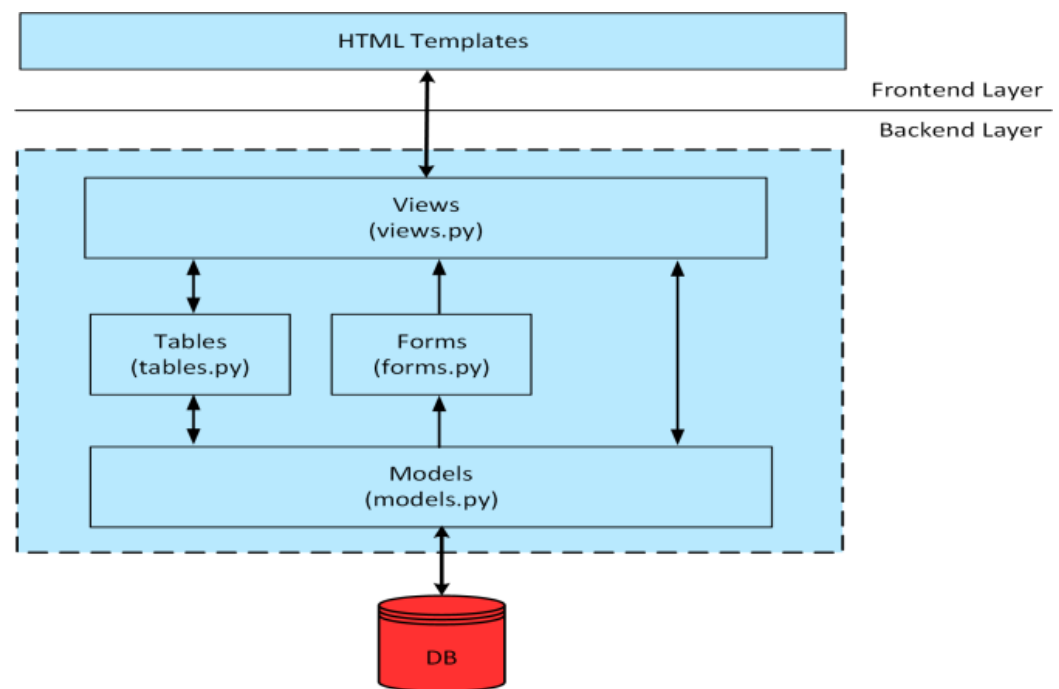 HTML Templates
Frontend Layer
Backend Layer
Views
(views.py)
Tables
(tables.py)
Forms
(forms.py)
Models
(models.py)
DB